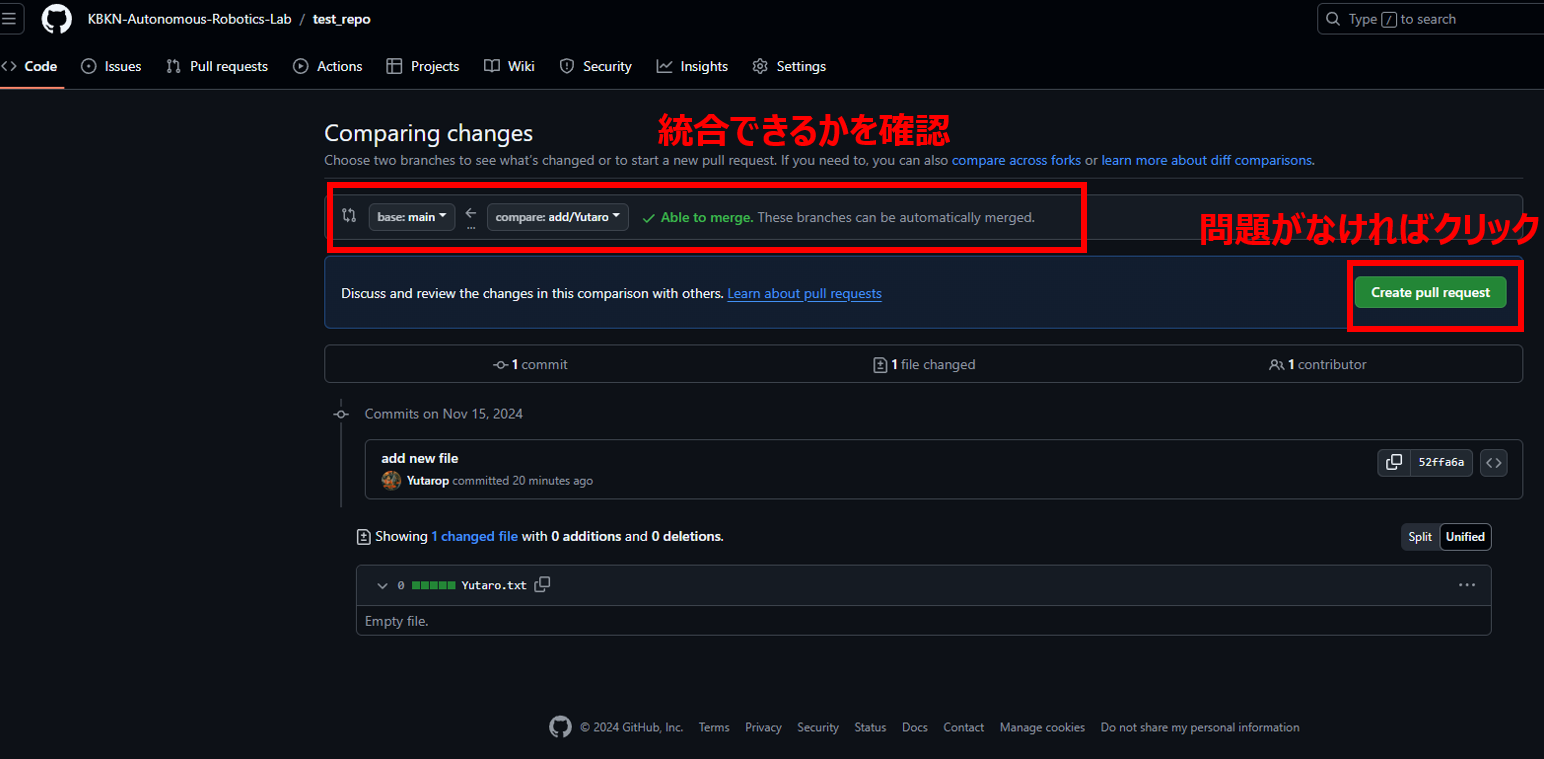 KBKN-Autonomous-Robotics-Lab / test_repo
Type / to search
Code Issues Pull requests Actions Projects Wiki Security Insights Settings
Comparing changes
統合できるかを確認
Choose two branches to see what's changed or to start a new pull request. If you need to, you can also compare across forks or learn more about diff comparisons.
base: main ← compare: add/Yutaro ✓ Able to merge. These branches can be automatically merged.
...
問題がなければクリック
Discuss and review the changes in this comparison with others. Learn about pull requests
Create pull request
1 commit
1 file changed
1 contributor
Commits on Nov 15, 2024
add new file
Yutarop committed 20 minutes ago
52ffa6a
<>
Showing 1 changed file with 0 additions and 0 deletions.
Split Unified
0 Yutaro.txt
...
Empty file.
© 2024 GitHub, Inc. Terms Privacy Security Status Docs Contact Manage cookies Do not share my personal information